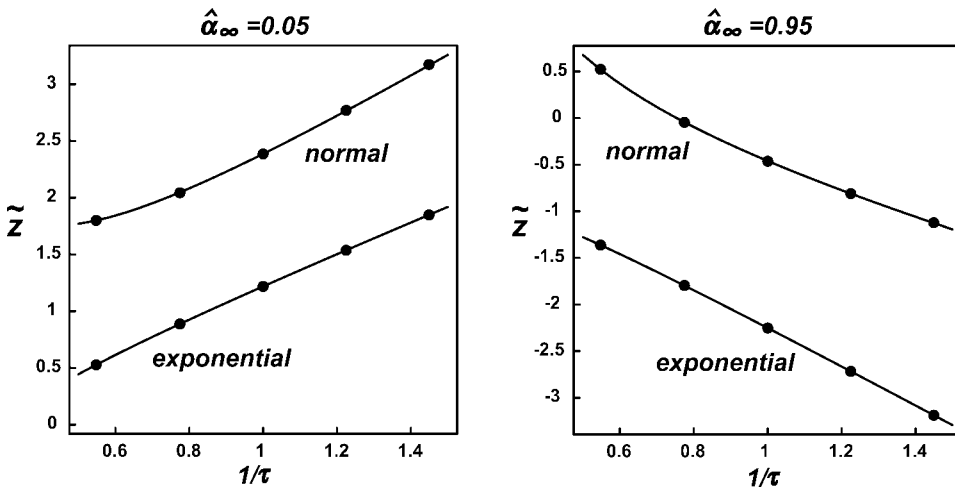 α̂∞ =0.05
3
2.5
2
1.5
1
0.5
0
z̃
normal
exponential
0.6 0.8 1 1.2 1.4
1/τ
α̂∞ =0.95
0.5
0
-0.5
-1
-1.5
-2
-2.5
-3
z̃
normal
exponential
0.6 0.8 1 1.2 1.4
1/τ